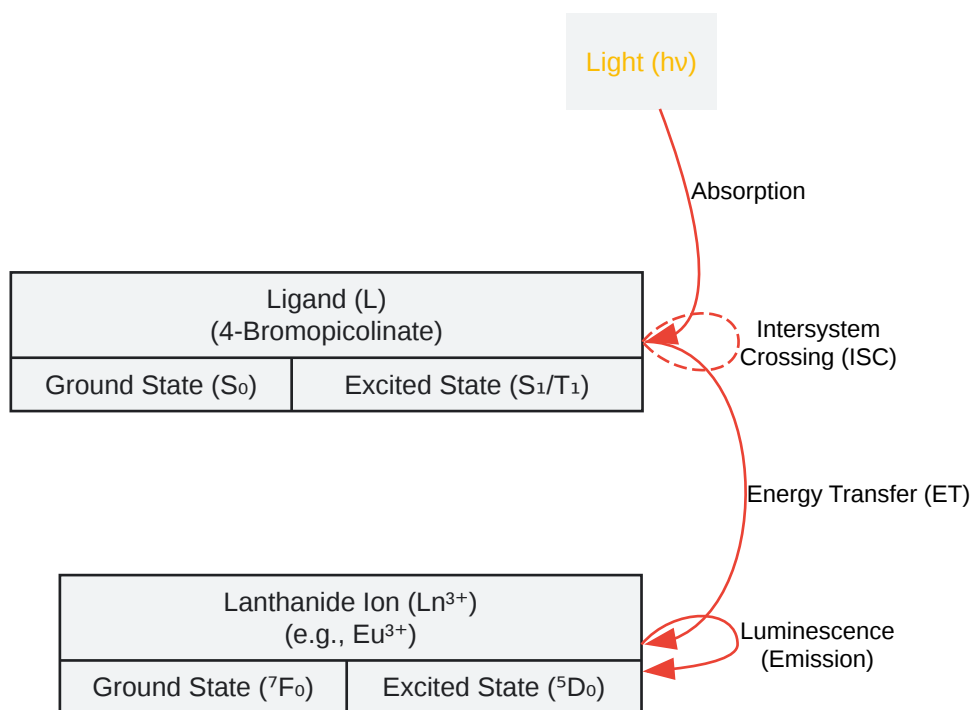 Light (hν)
Absorption
Ligand (L)
(4-Bromopicolinate)
Ground State (S₀)
Excited State (S₁/T₁)
Intersystem
Crossing (ISC)
Energy Transfer (ET)
Lanthanide Ion (Ln³⁺)
(e.g., Eu³⁺)
Ground State (⁷F₀)
Excited State (⁵D₀)
Luminescence
(Emission)